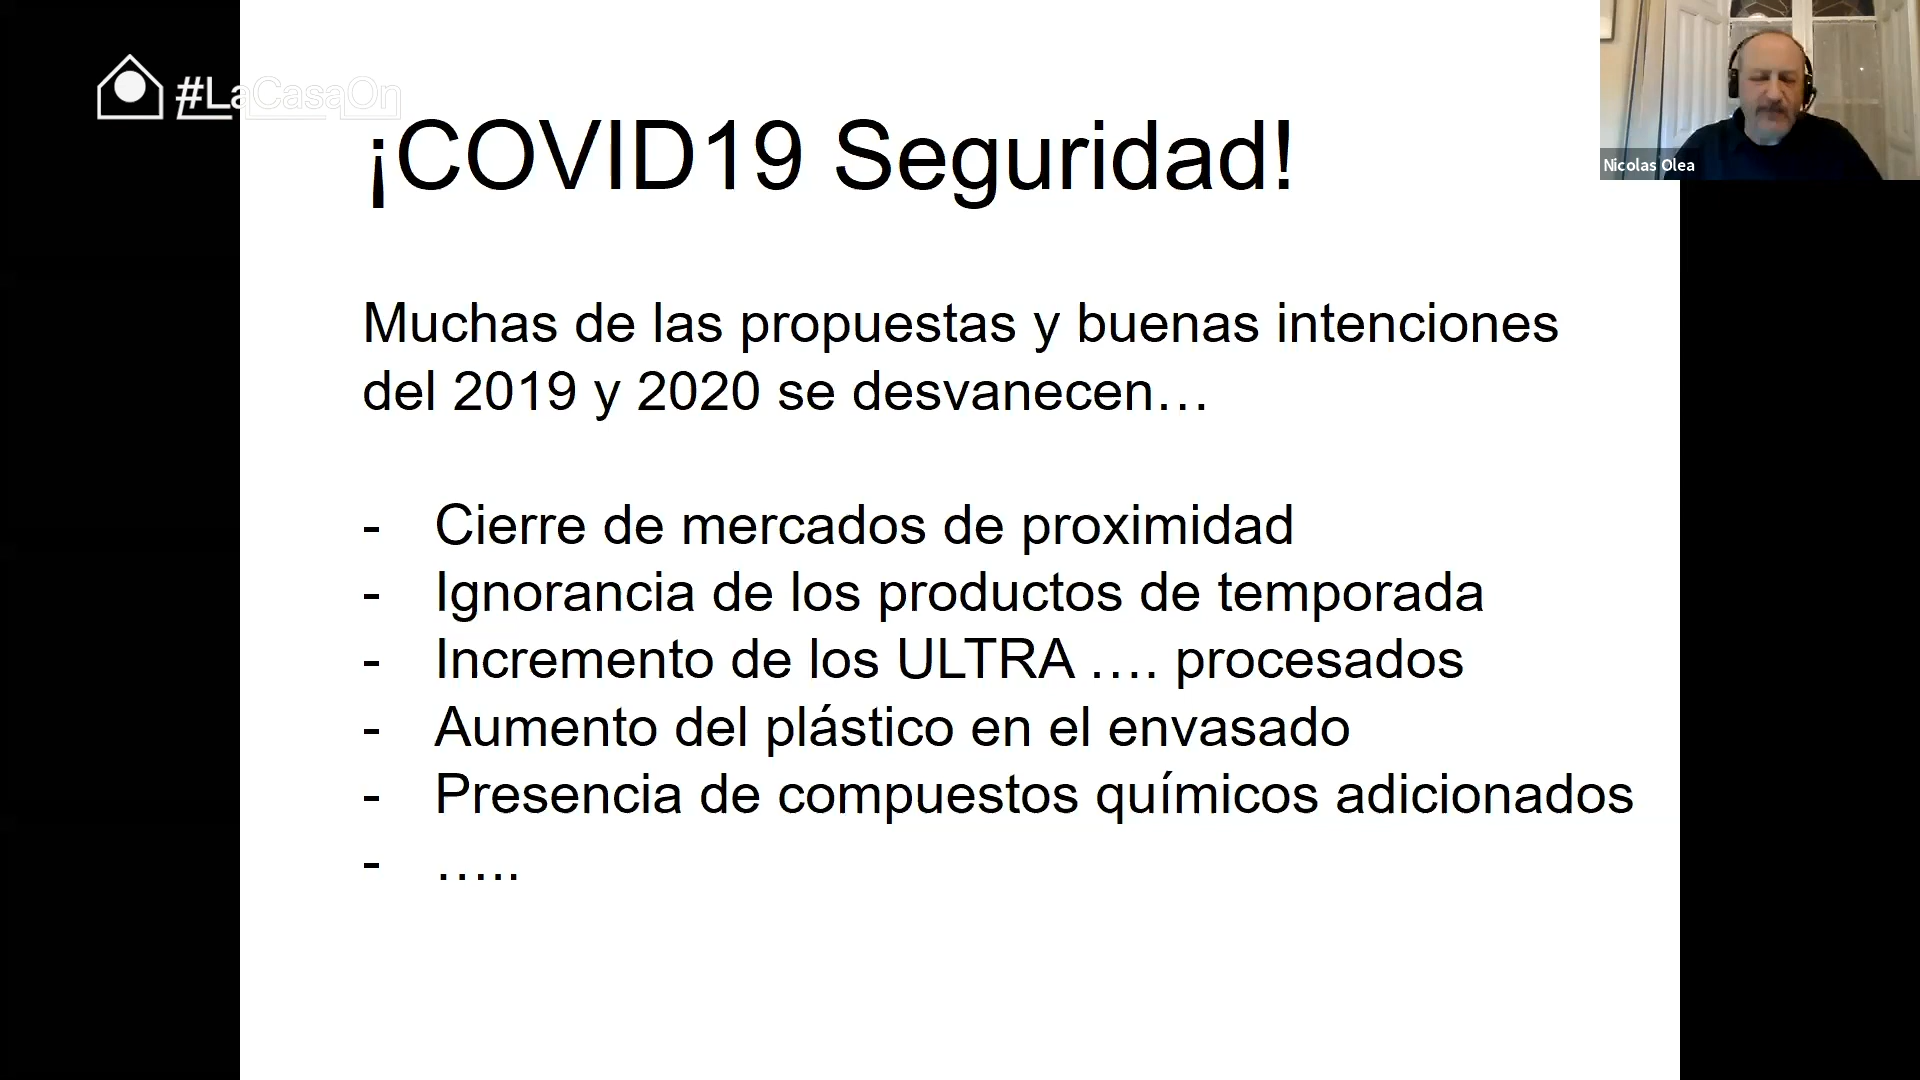 #LaCasaOn
Nicolas Olea
¡COVID19 Seguridad!
Muchas de las propuestas y buenas intenciones
del 2019 y 2020 se desvanecen…
- Cierre de mercados de proximidad
- Ignorancia de los productos de temporada
- Incremento de los ULTRA …. procesados
- Aumento del plástico en el envasado
- Presencia de compuestos químicos adicionados
- …..